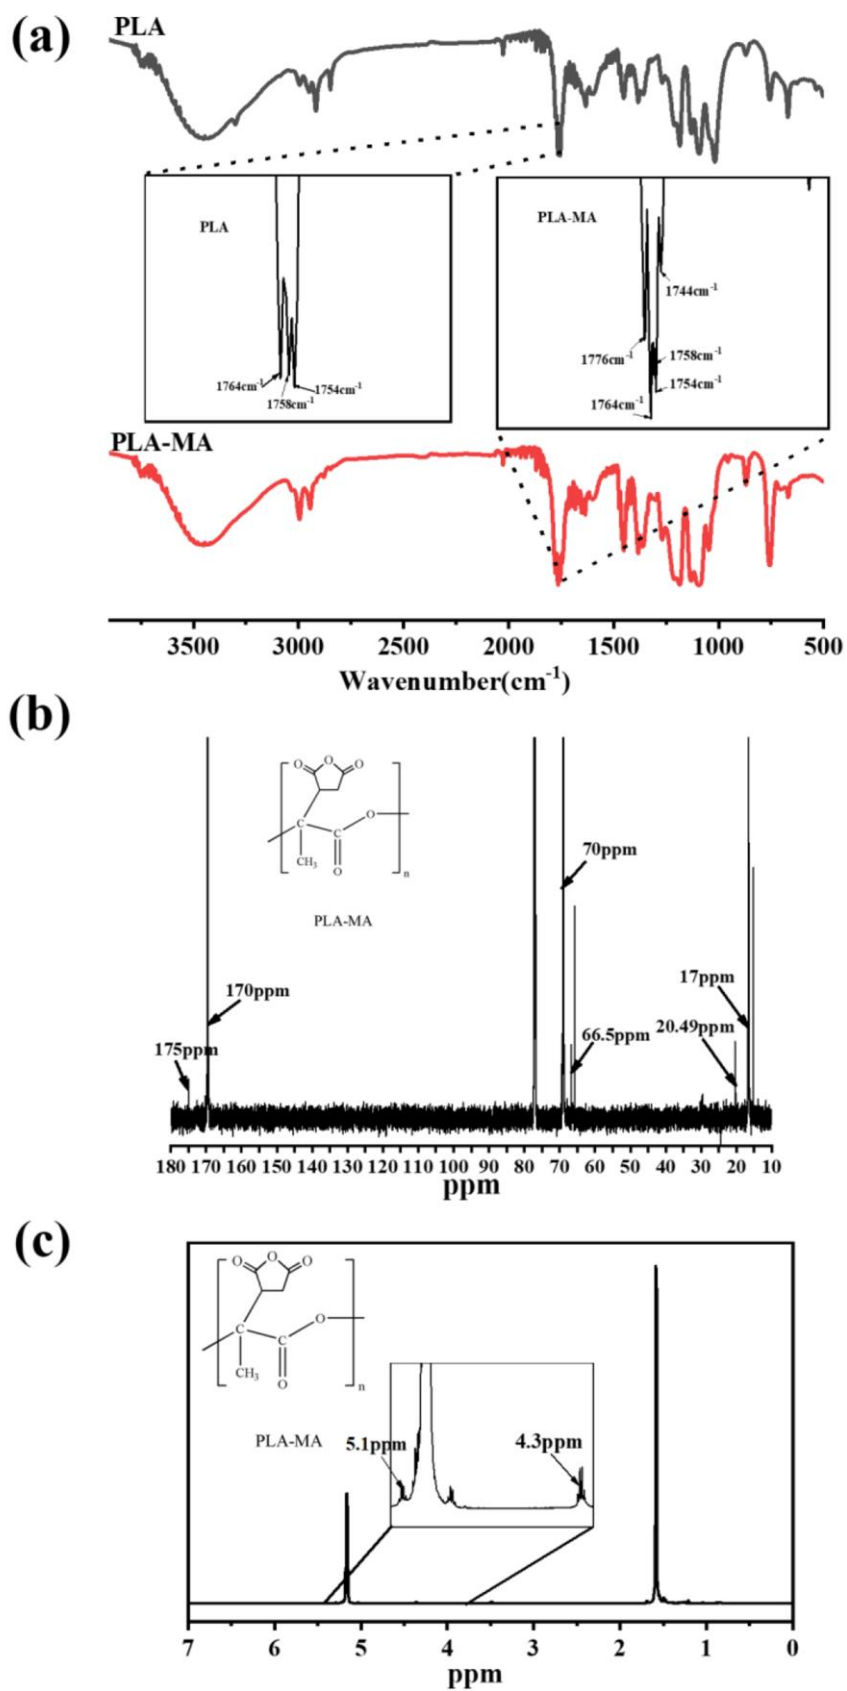 (a)
PLA
PLA
1764cm-1
1758cm-1
1754cm-1
PLA-MA
1744cm-1
1776cm-1
1758cm-1
1754cm-1
1764cm-1
PLA-MA
3500 3000 2500 2000 1500 1000 500
Wavenumber(cm-1)
(b)
O O O
C
C
O
CH3
O
n
PLA-MA
70ppm
170ppm
175ppm
66.5ppm
17ppm
20.49ppm
180 170 160 150 140 130 120 110 100 90 80 70 60 50 40 30 20 10
ppm
(c)
O O O
C
C
O
CH3
O
n
PLA-MA
5.1ppm
4.3ppm
7 6 5 4 3 2 1 0
ppm